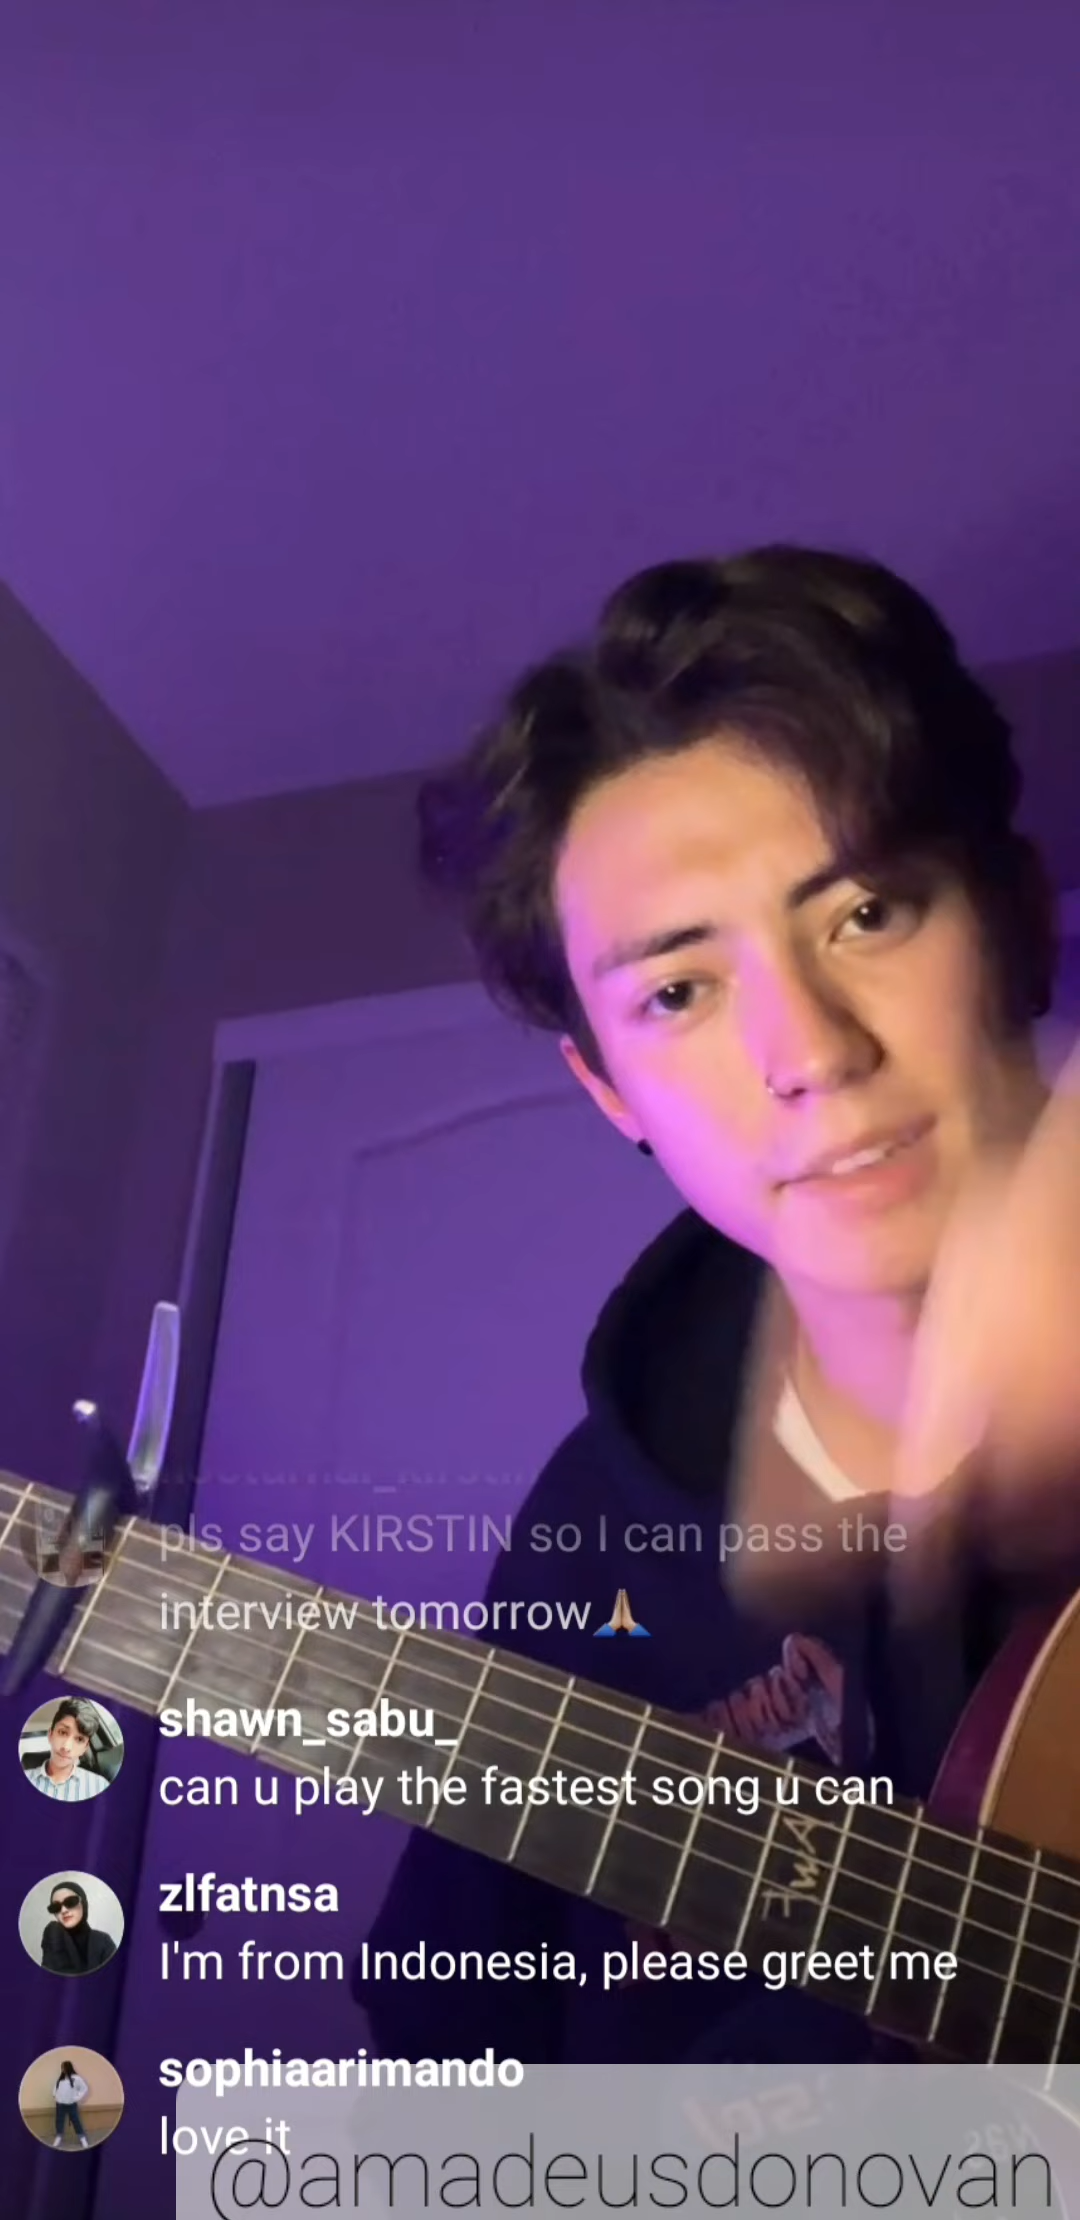 pls say KIRSTIN so I can pass the
interview tomorrow🙏🏼
shawn_sabu_
can u play the fastest song u can
zlfatnsa
I'm from Indonesia, please greet me
sophiaarimando
love it
@amadeusdonovan